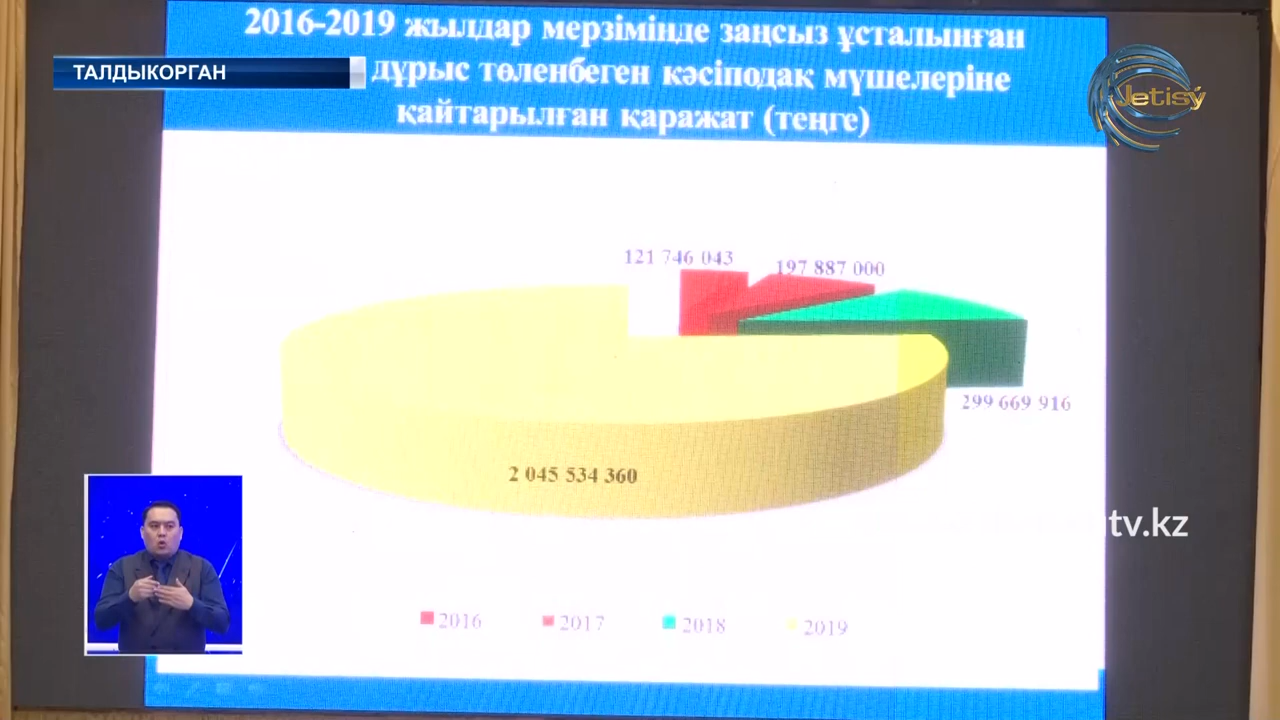 2016-2019 жылдар мерзімінде заңсыз ұсталынған
ТАЛДЫКОРГАН
дұрыс төленбеген кәсіподақ мүшелеріне
Jetisý
қайтарылған қаражат (теңге)
121 746 043
197 887 000
299 669 916
2 045 534 360
tv.kz
2016
2017
2018
2019